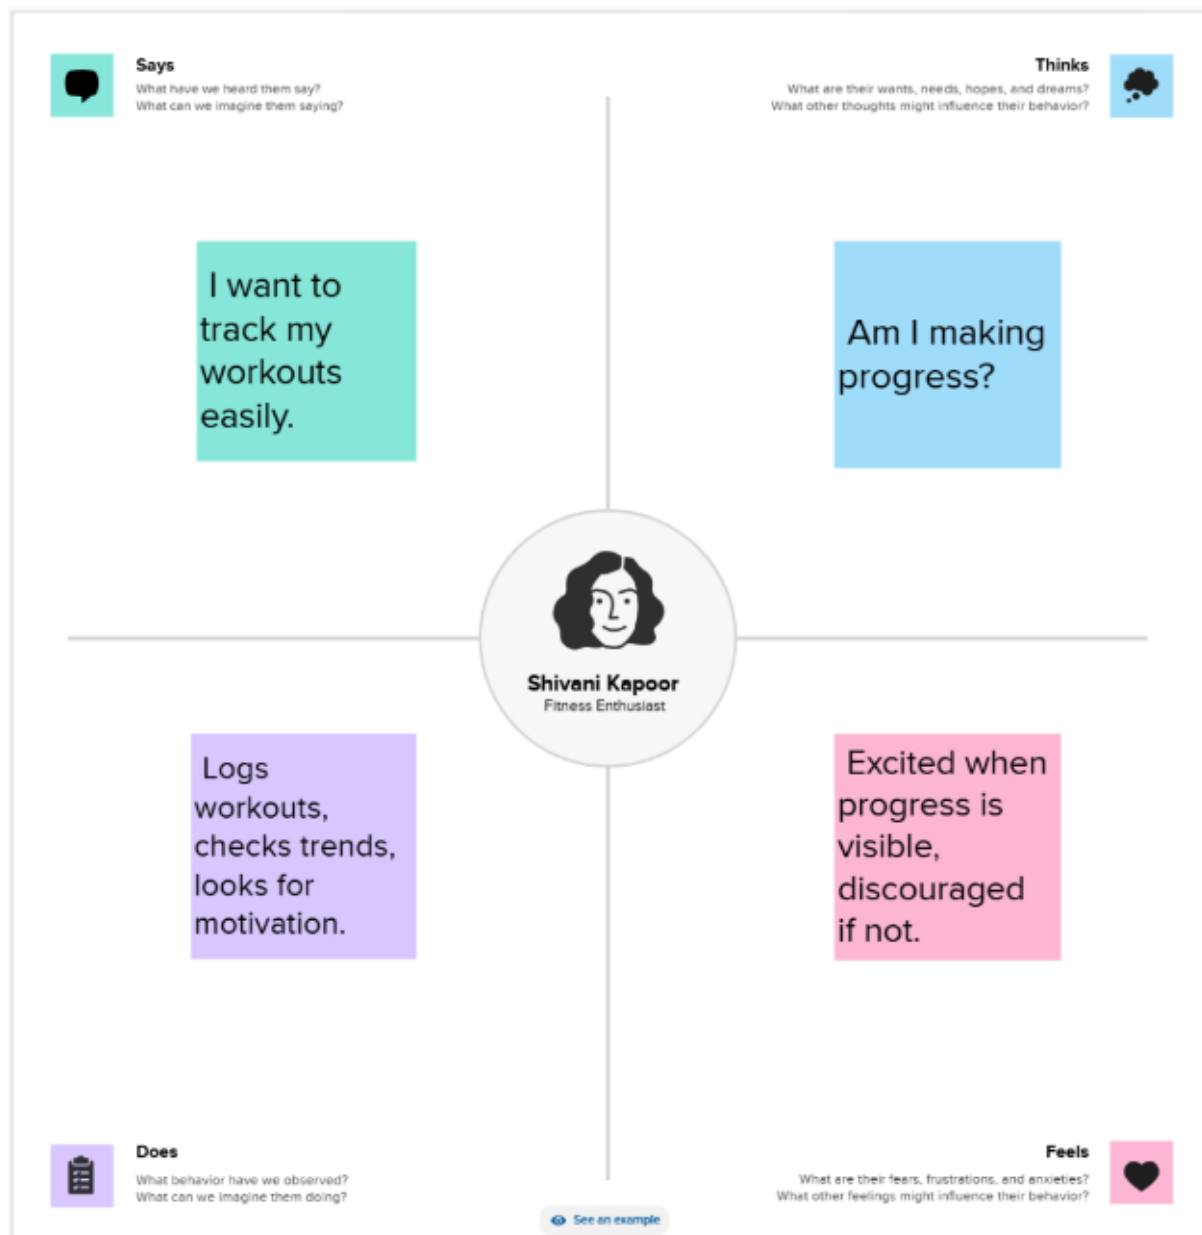 Says
What have we heard them say?
What can we imagine them saying?
Thinks
What are their wants, needs, hopes, and dreams?
What other thoughts might influence their behavior?
I want to
track my
workouts
easily.
Am I making
progress?
Shivani Kapoor
Fitness Enthusiast
Logs
workouts,
checks trends,
looks for
motivation.
Excited when
progress is
visible,
discouraged
if not.
Does
What behavior have we observed?
What can we imagine them doing?
Feels
What are their fears, frustrations, and anxieties?
What other feelings might influence their behavior?
See an example